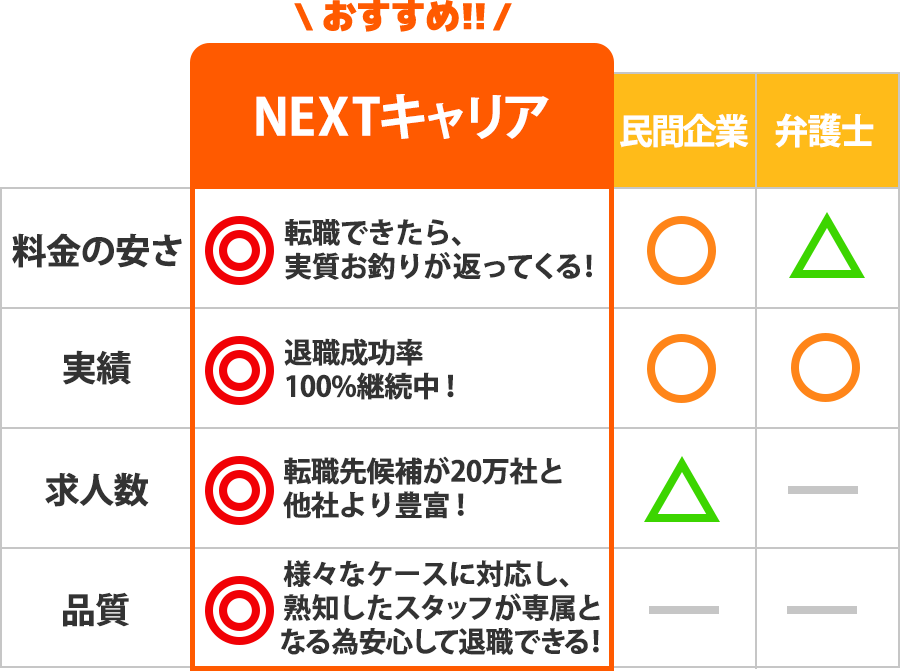 \ おすすめ!! /
NEXTキャリア
民間企業
弁護士
料金の安さ
転職できたら、
実質お釣りが返ってくる!
実績
退職成功率
100%継続中!
求人数
転職先候補が20万社と
他社より豊富!
品質
様々なケースに対応し、
熟知したスタッフが専属と
なる為安心して退職できる!